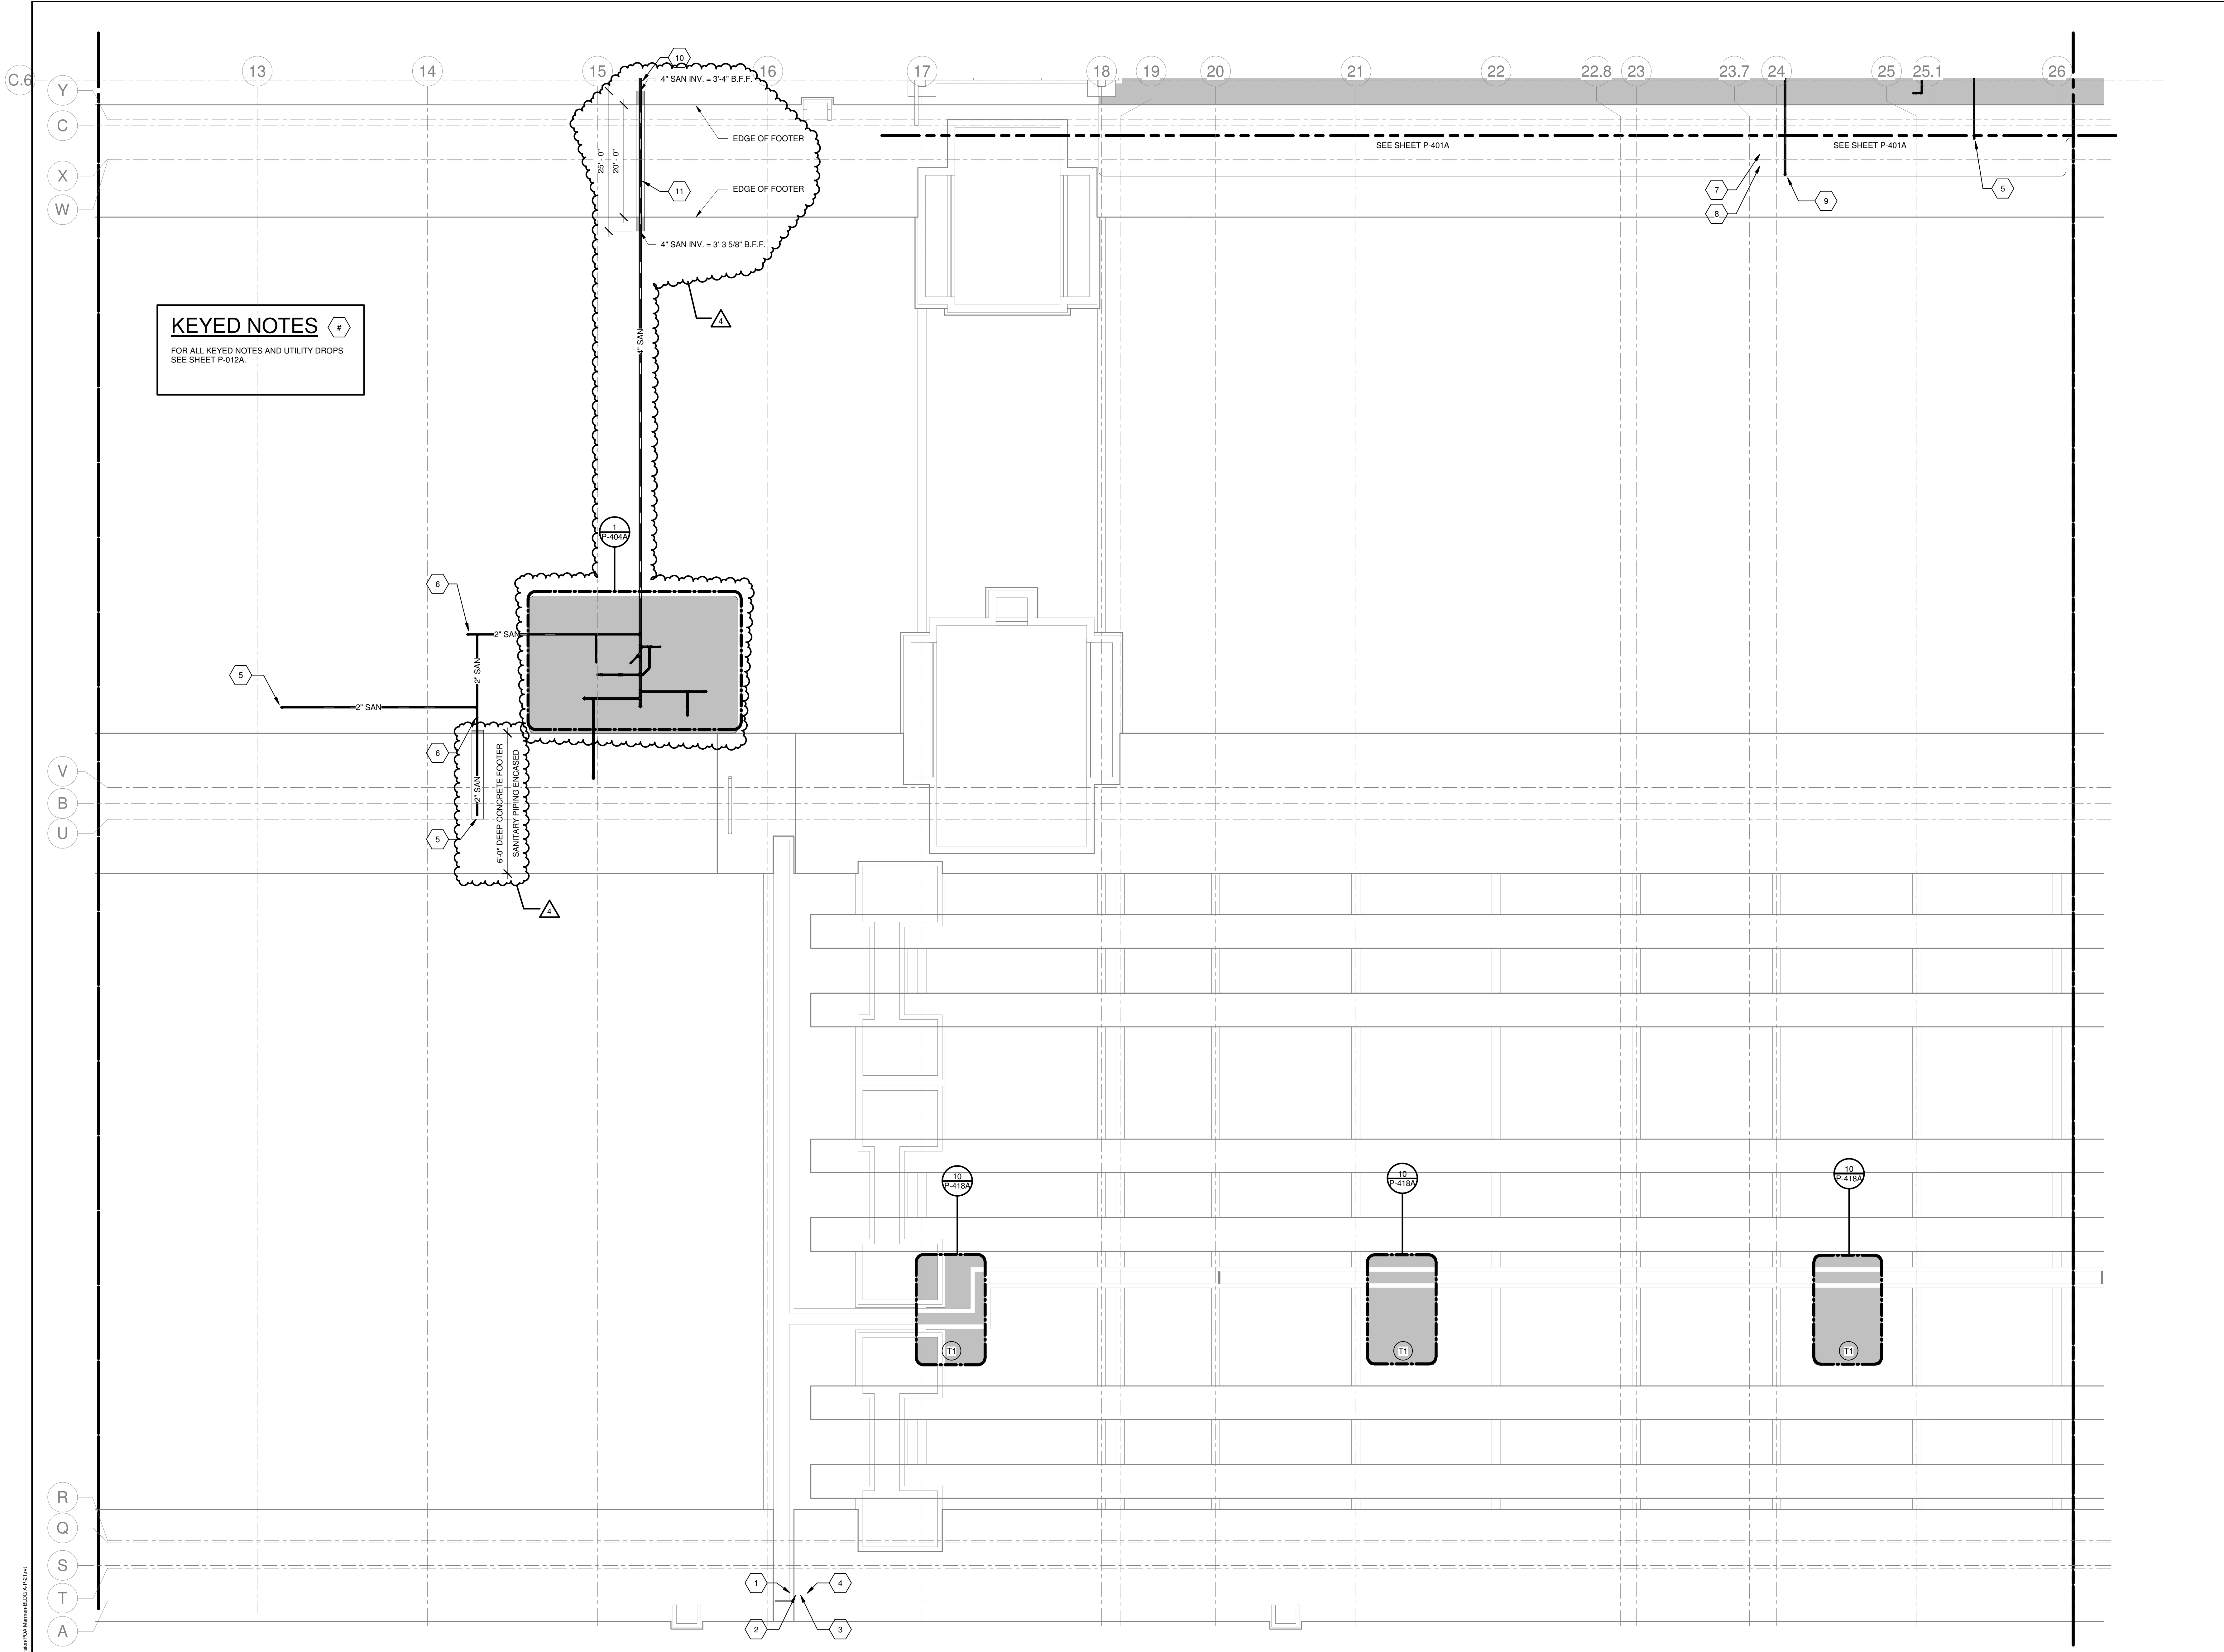 13
14
15
16
17
18
19
20
21
22
22.8
23
23.7
24
25
25.1
26
C.6
Y
C
X
W
V
B
U
R
Q
S
T
A
10
4" SAN INV. = 3'-4" B.F.F.
EDGE OF FOOTER
25' - 0"
20' - 0"
11
EDGE OF FOOTER
4" SAN INV. = 3'-3 5/8" B.F.F.
4
4" SAN
SEE SHEET P-401A
SEE SHEET P-401A
7
8
9
5
KEYED NOTES
#
FOR ALL KEYED NOTES AND UTILITY DROPS
SEE SHEET P-012A.
1
P-404A
6
2" SAN
2" SAN
5
2" SAN
6
2" SAN
5
6'-0" DEEP CONCRETE FOOTER
SANITARY PIPING ENCASED
4
10
P-418A
10
P-418A
10
P-418A
T1
T1
T1
1
4
2
3